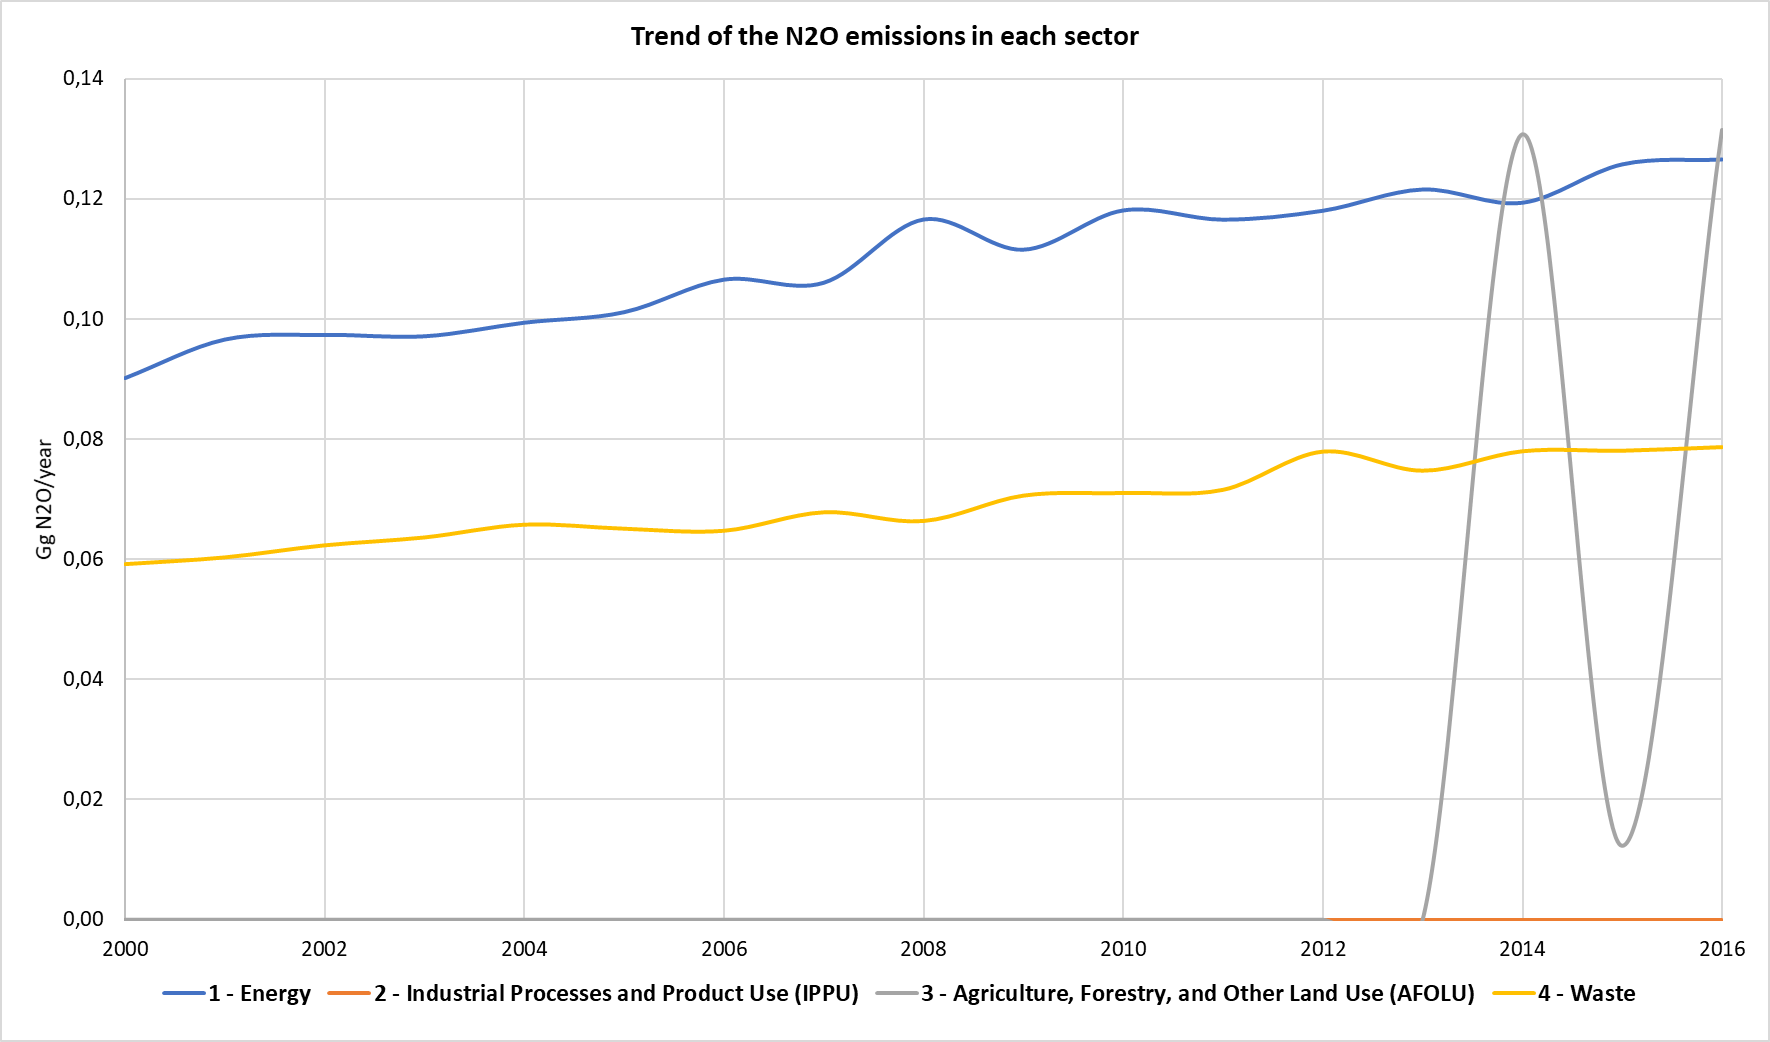 Trend of the N2O emissions in each sector
0,14
0,12
0,10
0,08
0,06
0,04
0,02
0,00
Gg N2O/year
2000 2002 2004 2006 2008 2010 2012 2014 2016
1 - Energy 2 - Industrial Processes and Product Use (IPPU) 3 - Agriculture, Forestry, and Other Land Use (AFOLU) 4 - Waste